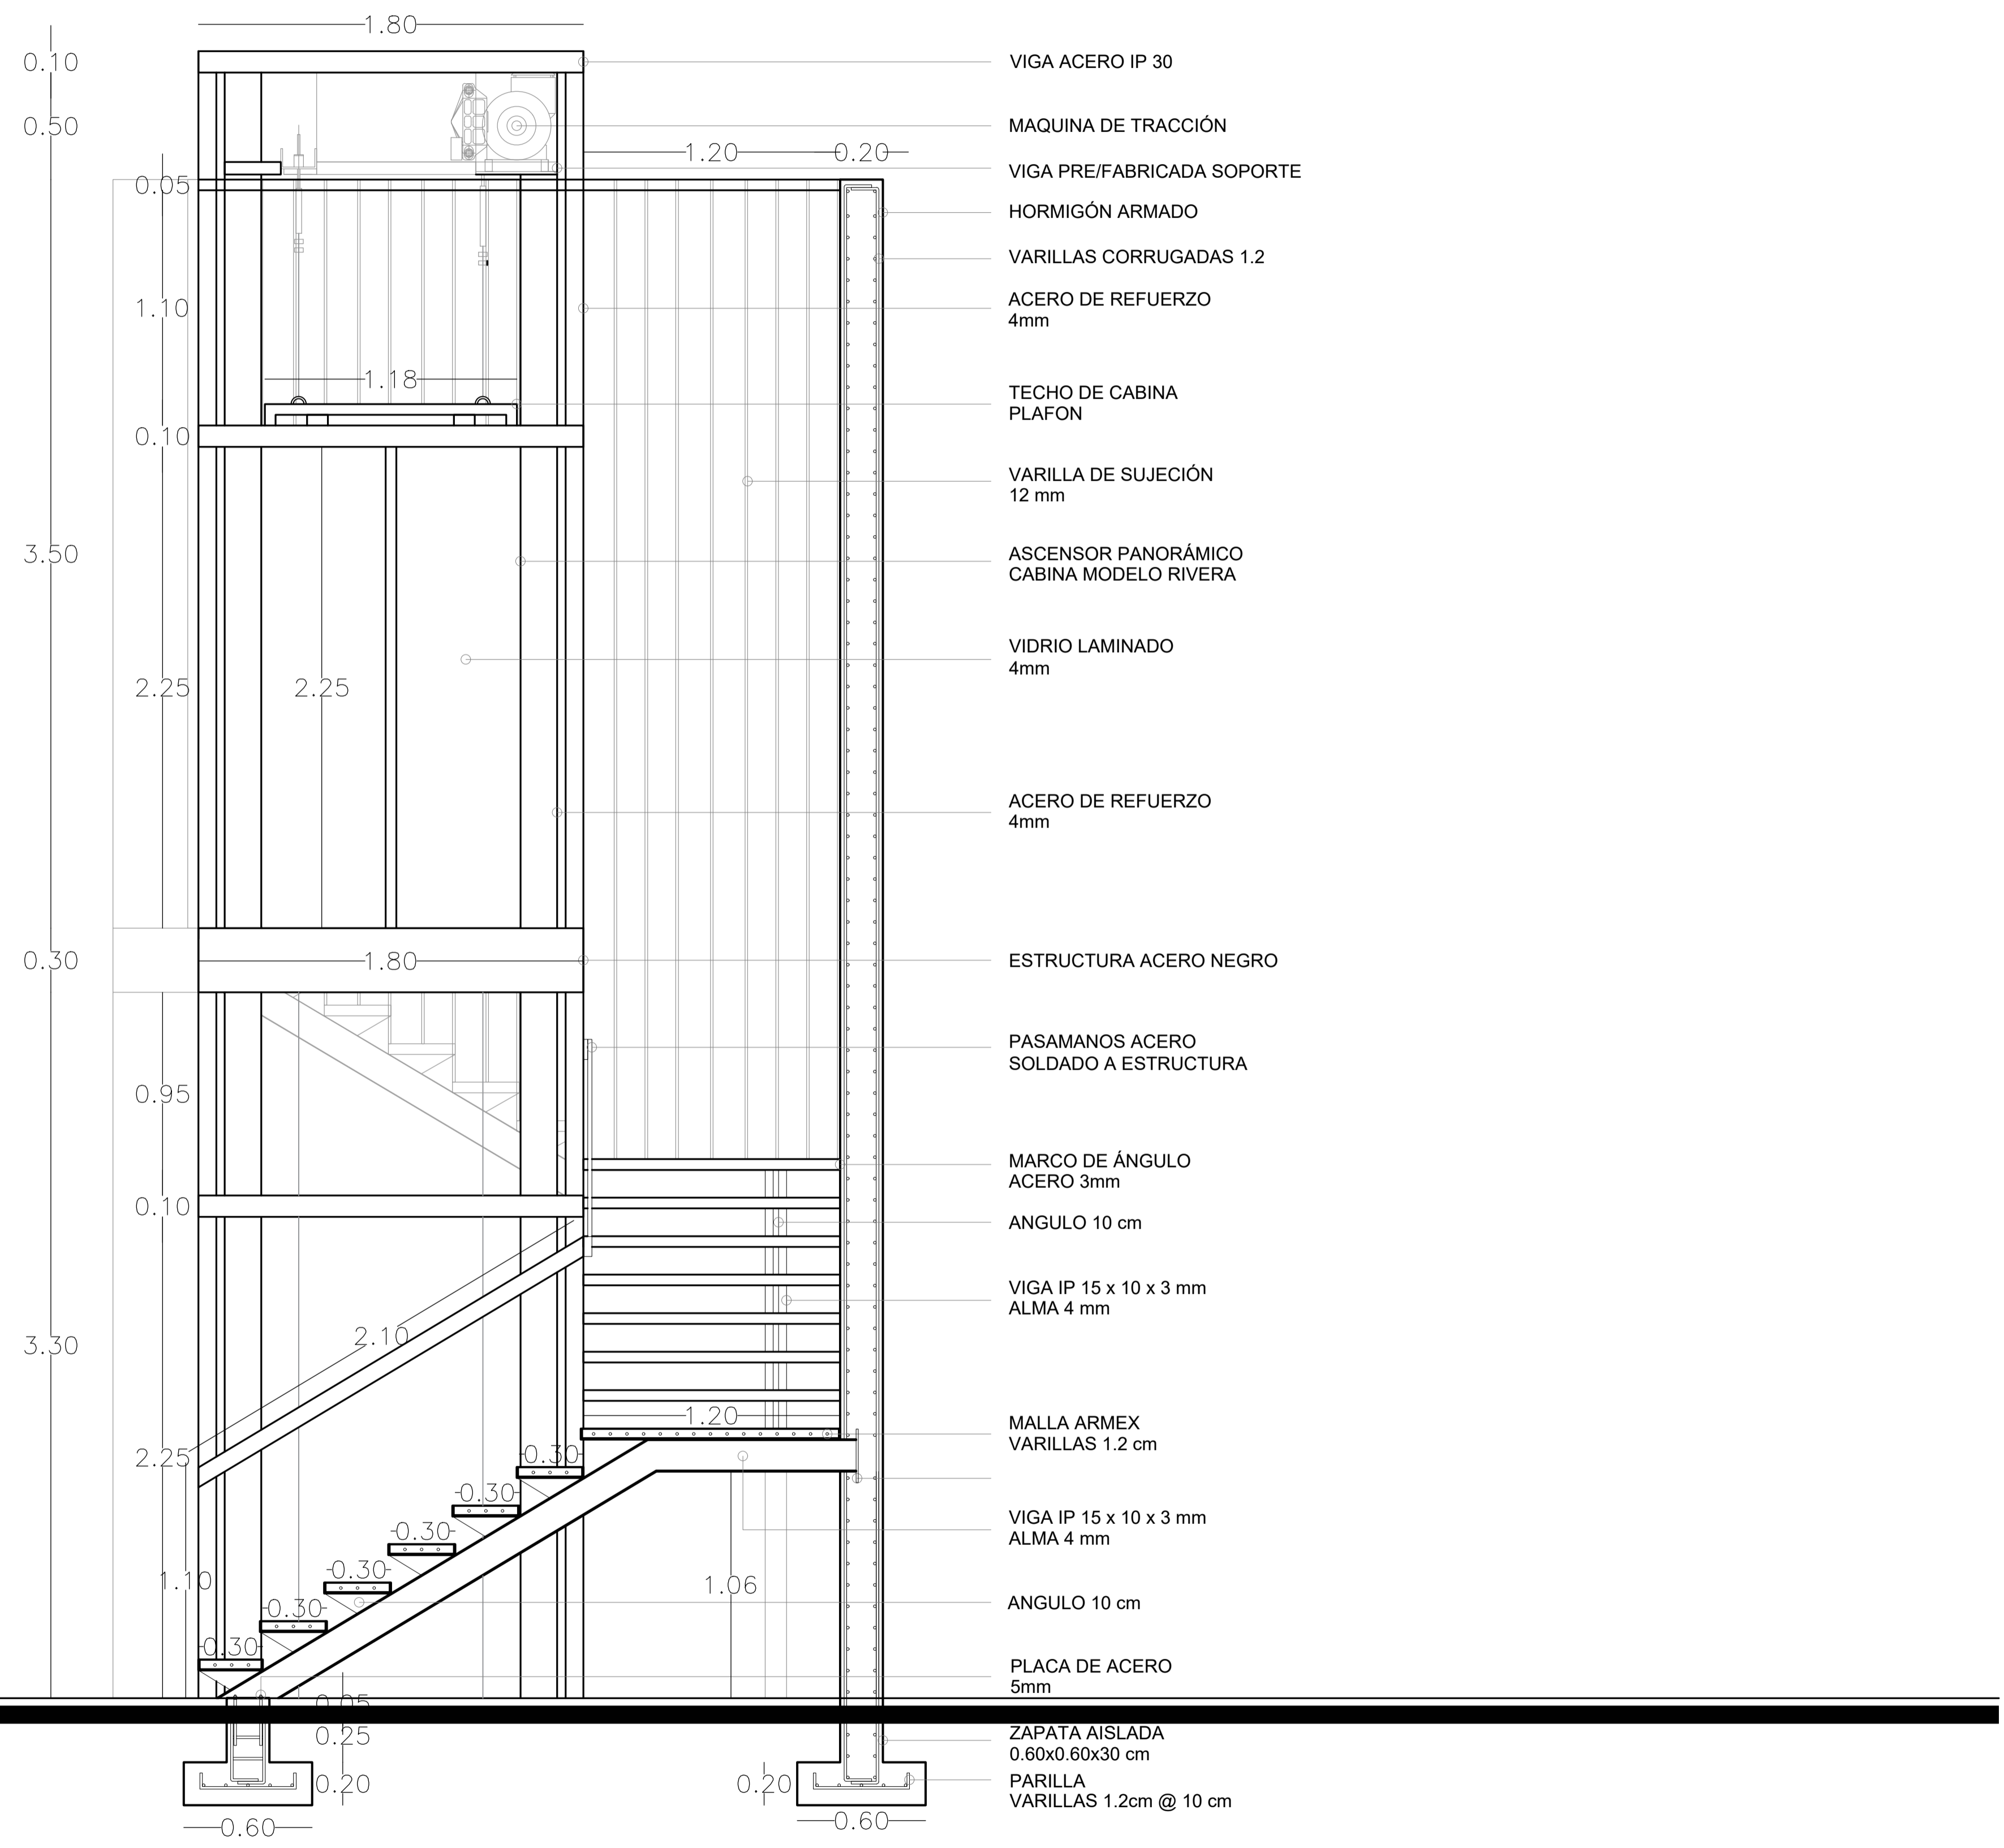 1.80
0.10
VIGA ACERO IP 30
0.50
MAQUINA DE TRACCIÓN
1.20
0.20
VIGA PRE/FABRICADA SOPORTE
0.05
HORMIGÓN ARMADO
VARILLAS CORRUGADAS 1.2
1.10
ACERO DE REFUERZO
4mm
1.18
TECHO DE CABINA
PLAFON
0.10
VARILLA DE SUJECIÓN
12 mm
3.50
ASCENSOR PANORÁMICO
CABINA MODELO RIVERA
VIDRIO LAMINADO
4mm
2.25
2.25
ACERO DE REFUERZO
4mm
0.30
1.80
ESTRUCTURA ACERO NEGRO
PASAMANOS ACERO
SOLDADO A ESTRUCTURA
0.95
MARCO DE ÁNGULO
ACERO 3mm
0.10
ANGULO 10 cm
VIGA IP 15 x 10 x 3 mm
ALMA 4 mm
2.10
3.30
1.20
MALLA ARMEX
VARILLAS 1.2 cm
2.25
0.30
0.30
VIGA IP 15 x 10 x 3 mm
ALMA 4 mm
0.30
0.30
1.10
1.06
0.30
ANGULO 10 cm
0.30
PLACA DE ACERO
5mm
0.05
0.25
ZAPATA AISLADA
0.60x0.60x30 cm
0.20
0.20
PARILLA
VARILLAS 1.2cm @ 10 cm
0.60
0.60